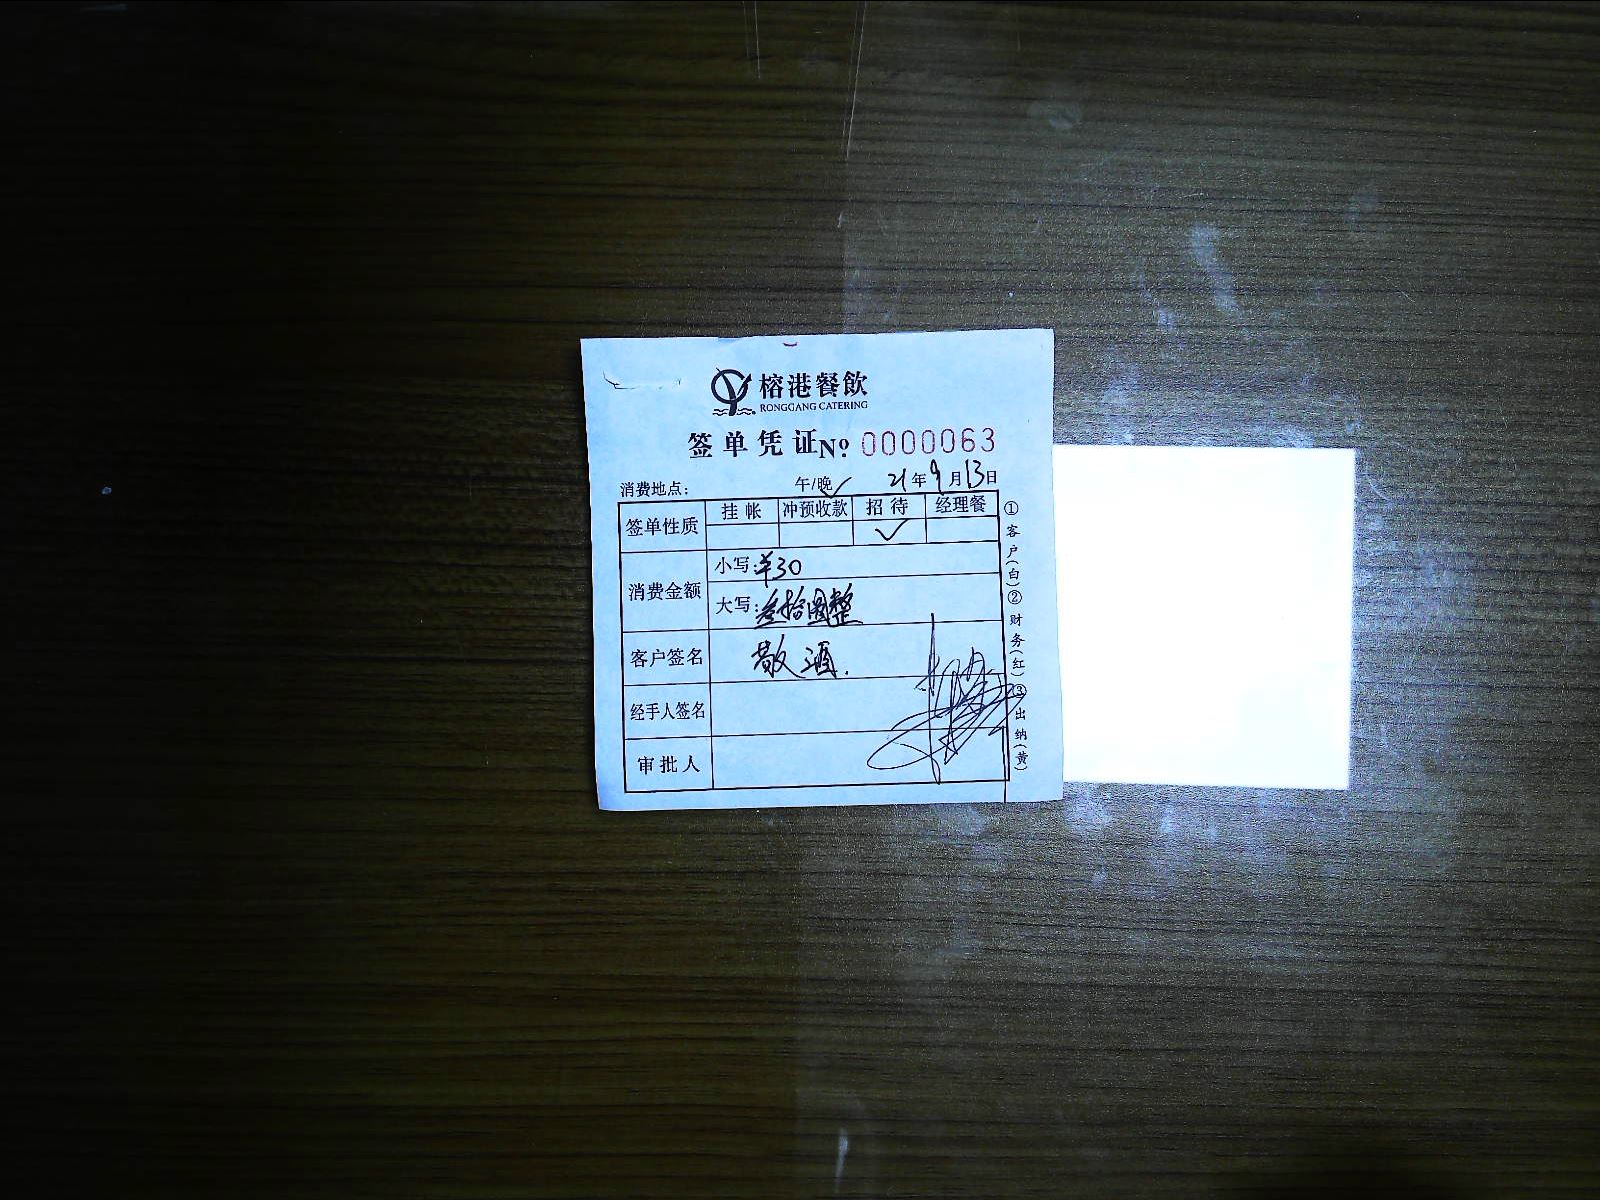 榕港餐飲
RONGGANG CATERING
签单凭证 Nº 0000063
消费地点: 午/晚✓ 21年9月13日
签单性质 挂帐 冲预收款 招待 经理餐
✓
消费金额 小写:¥30
大写:叁拾圆整
客户签名 敬酒.
经手人签名
审批人
①客户(白)②财务(红)③出纳(黄)